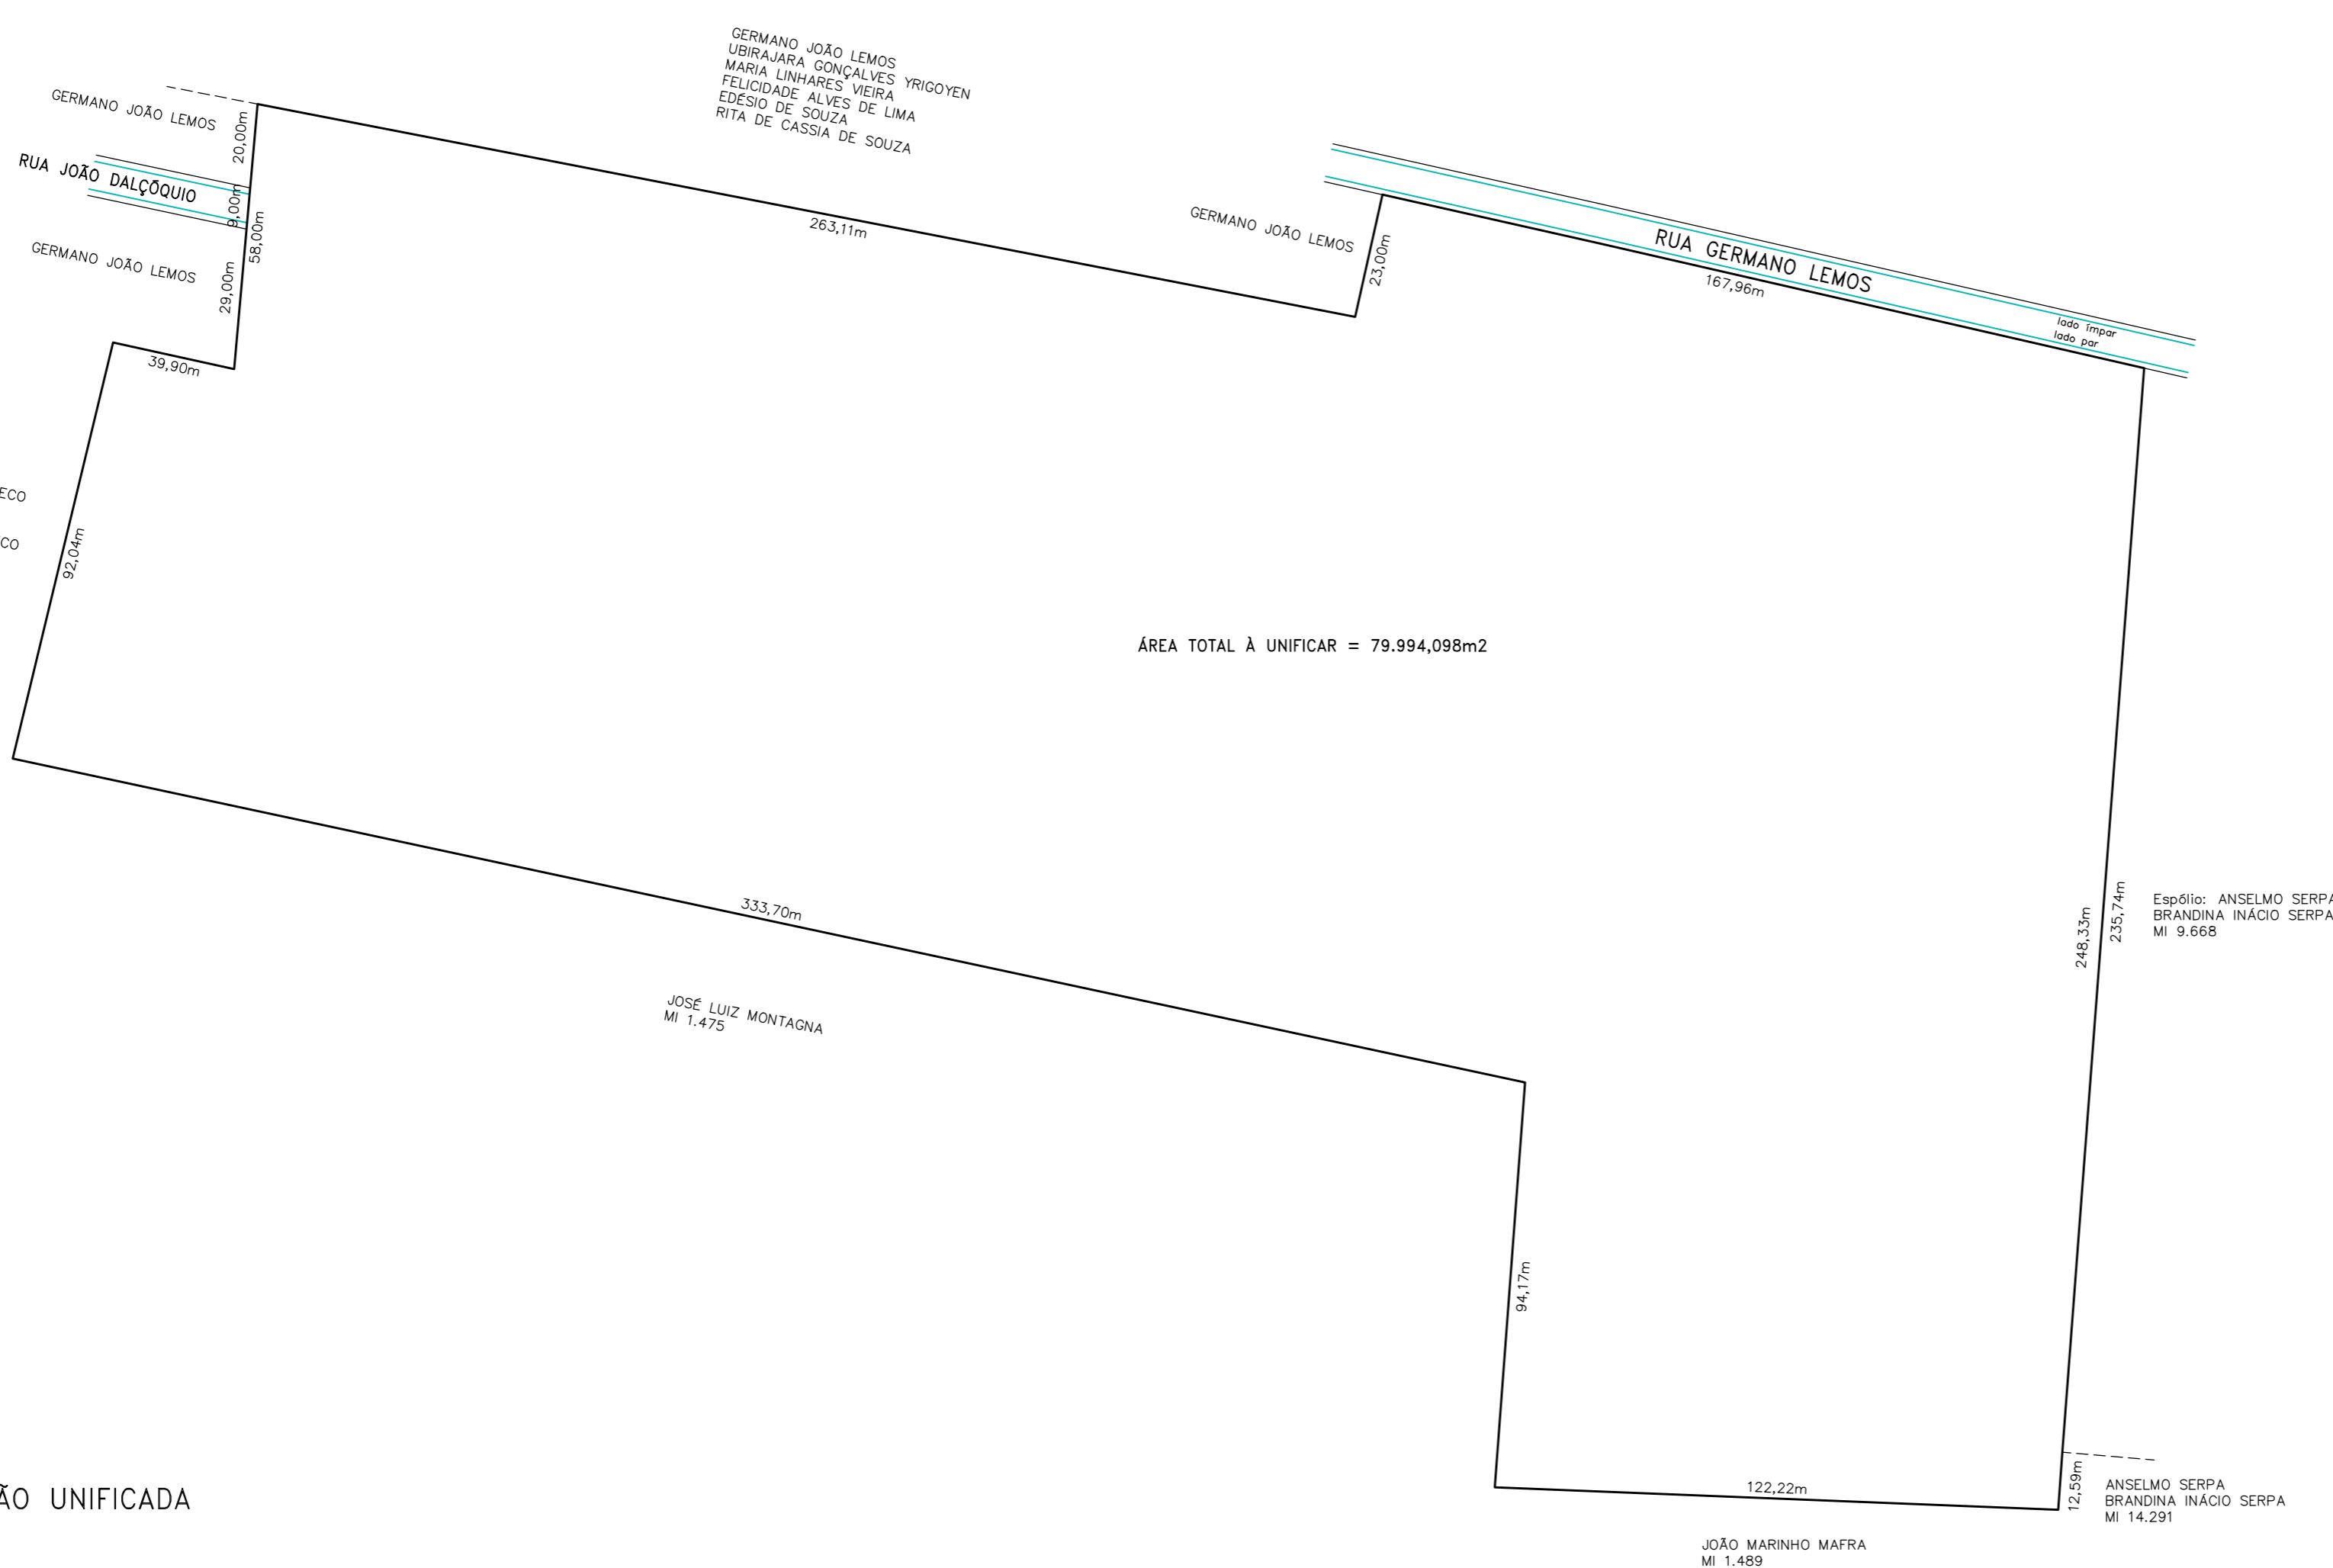 GERMANO JOÃO LEMOS
UBIRAJARA GONÇALVES YRIGOYEN
MARIA LINHARES VIEIRA
FELICIDADE ALVES DE LIMA
EDÉSIO DE SOUZA
RITA DE CASSIA DE SOUZA
GERMANO JOÃO LEMOS
20,00m
RUA JOÃO DALÇÓQUIO
9,00m
58,00m
GERMANO JOÃO LEMOS
29,00m
263,11m
GERMANO JOÃO LEMOS
23,00m
RUA GERMANO LEMOS
167,96m
lado ímpar
lado par
39,90m
ECO
CO
92,04m
ÁREA TOTAL À UNIFICAR = 79.994,098m2
333,70m
JOSÉ LUIZ MONTAGNA
MI 1.475
248,33m
235,74m
Espólio: ANSELMO SERPA
BRANDINA INÁCIO SERPA
MI 9.668
94,17m
122,22m
12,59m
ANSELMO SERPA
BRANDINA INÁCIO SERPA
MI 14.291
JOÃO MARINHO MAFRA
MI 1.489
ÃO UNIFICADA